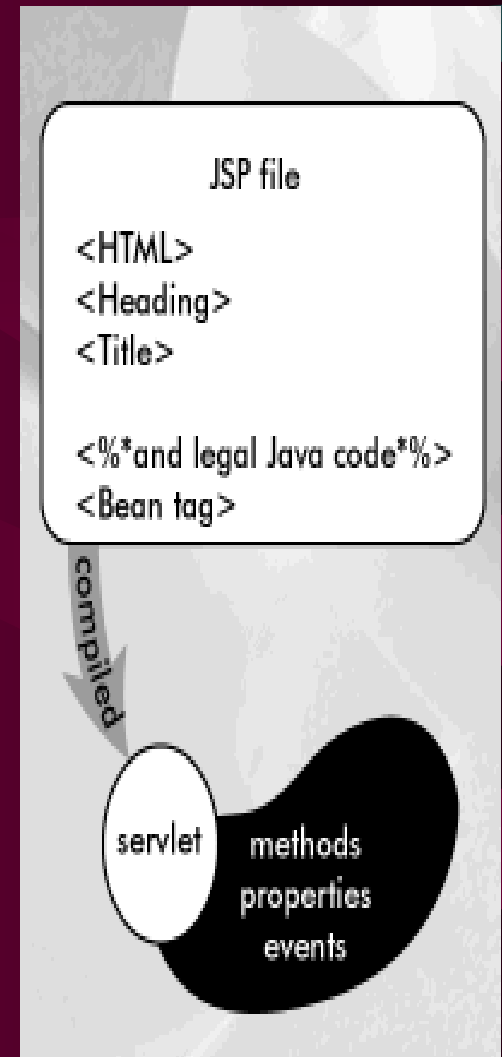 JSP file
<HTML>
<Heading>
<Title>
<%*and legal Java code*%>
<Bean tag>
compiled
servlet
methods
properties
events